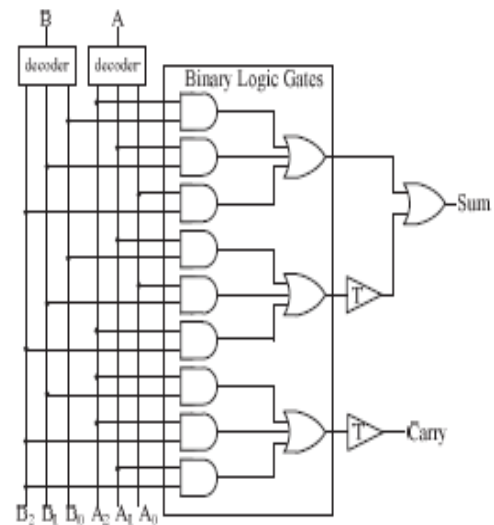 B A
decoder decoder
Binary Logic Gates
Sum
T
T
Carry
B2 B1 B0 A2 A1 A0